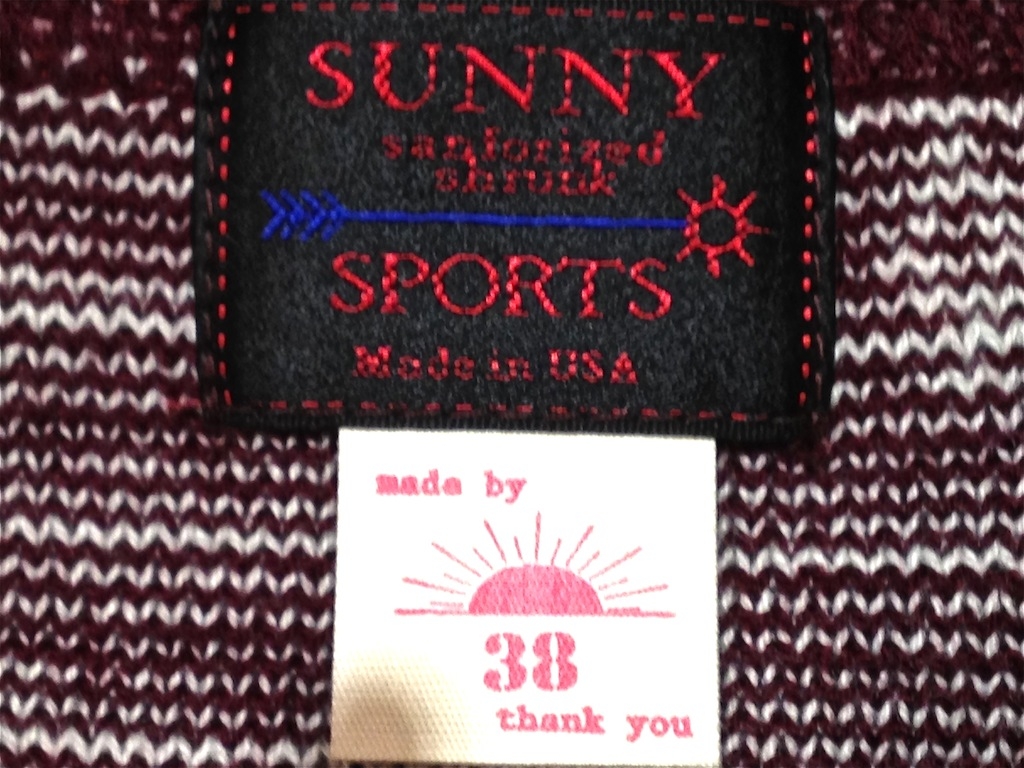 SUNNY
sanforized
shrunk
SPORTS
Made in USA
made by
38
thank you